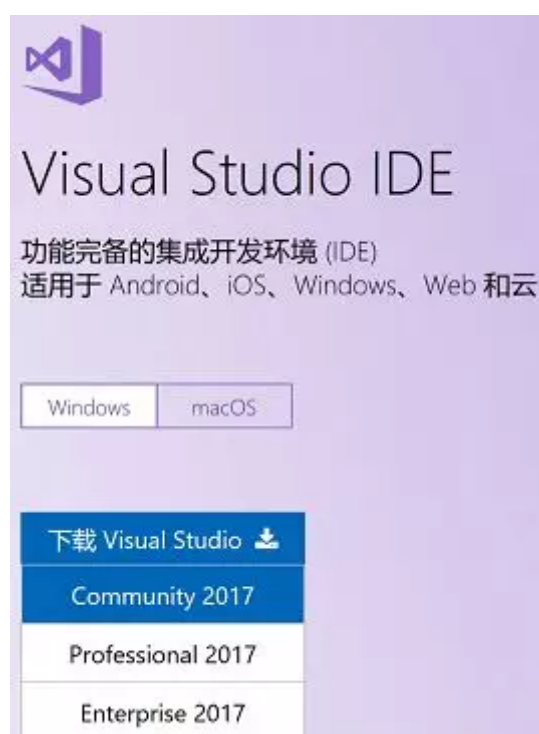 Visual Studio IDE
功能完备的集成开发环境 (IDE)
适用于 Android、iOS、Windows、Web 和云
Windows
macOS
下载 Visual Studio
Community 2017
Professional 2017
Enterprise 2017